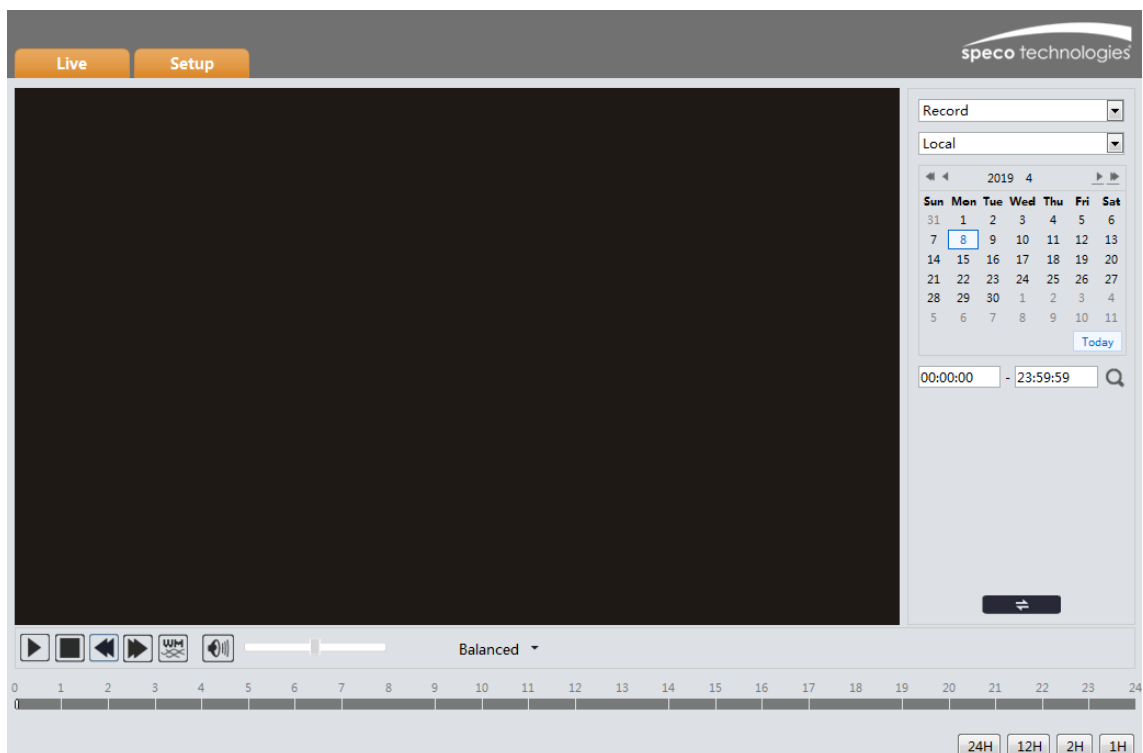 Live Setup
speco technologies
Record
Local
2019 4
Sun Mon Tue Wed Thu Fri Sat
31 1 2 3 4 5 6
7 8 9 10 11 12 13
14 15 16 17 18 19 20
21 22 23 24 25 26 27
28 29 30 1 2 3 4
5 6 7 8 9 10 11
Today
00:00:00 - 23:59:59
WM
Balanced
0 1 2 3 4 5 6 7 8 9 10 11 12 13 14 15 16 17 18 19 20 21 22 23 24
24H 12H 2H 1H